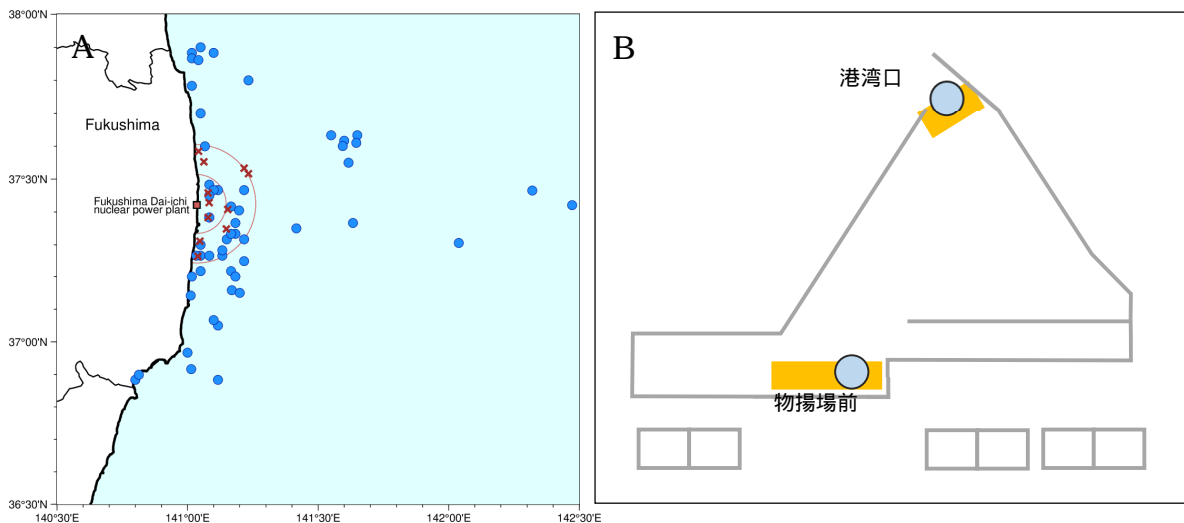 A
38°00'N
Fukushima
37°30'N
Fukushima Dai-ichi
nuclear power plant
37°00'N
36°30'N
140°30'E 141°00'E 141°30'E 142°00'E 142°30'E
B
港湾口
物揚場前